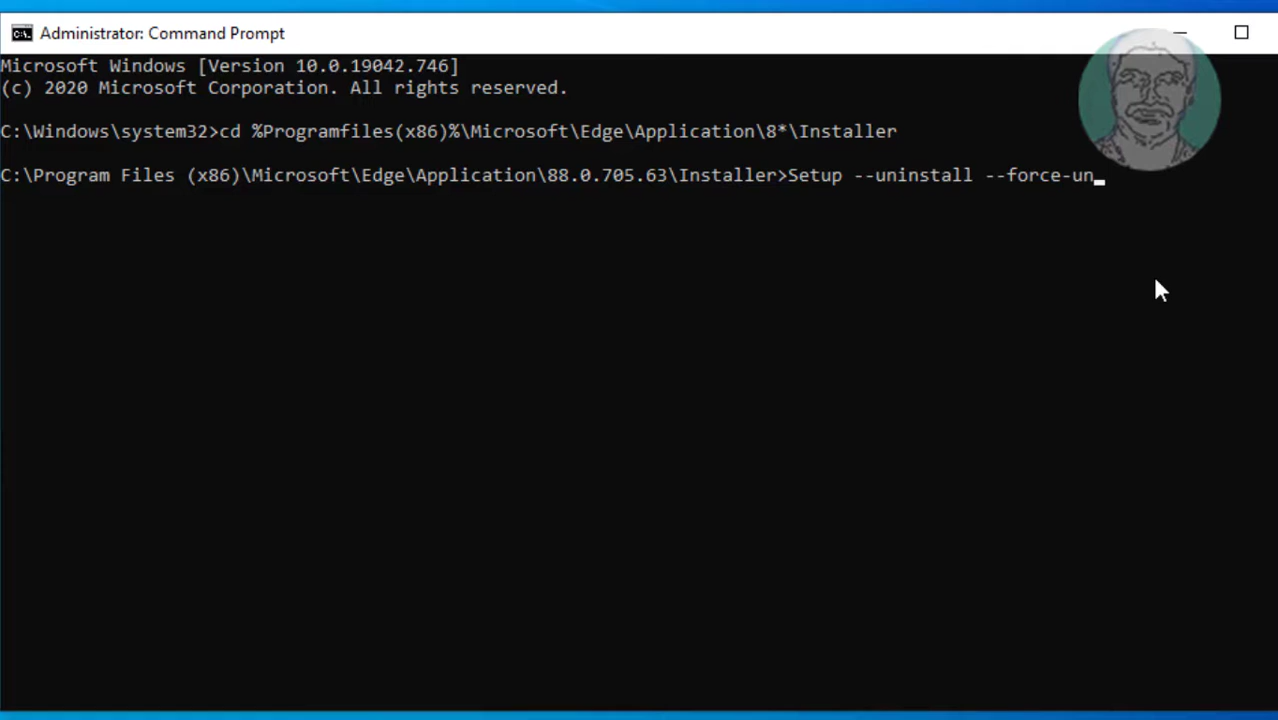 Administrator: Command Prompt
Microsoft Windows [Version 10.0.19042.746]
(c) 2020 Microsoft Corporation. All rights reserved.
C:\Windows\system32>cd %Programfiles(x86)%\Microsoft\Edge\Application\8*\Installer
C:\Program Files (x86)\Microsoft\Edge\Application\88.0.705.63\Installer>Setup --uninstall --force-un_